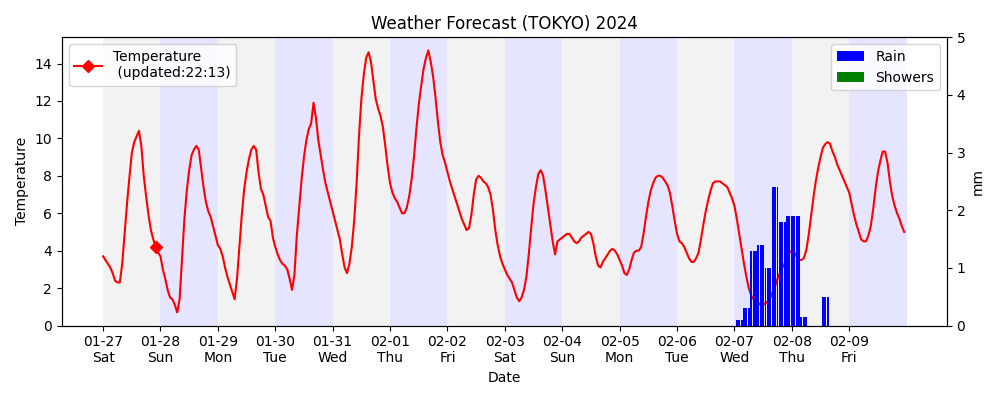 Weather Forecast (TOKYO) 2024
Temperature
(updated:22:13)
Rain
Showers
14
12
10
8
6
4
2
0
Temperature
5
4
3
2
1
0
mm
01-27 01-28 01-29 01-30 01-31 02-01 02-02 02-03 02-04 02-05 02-06 02-07 02-08 02-09
Sat Sun Mon Tue Wed Thu Fri Sat Sun Mon Tue Wed Thu Fri
Date